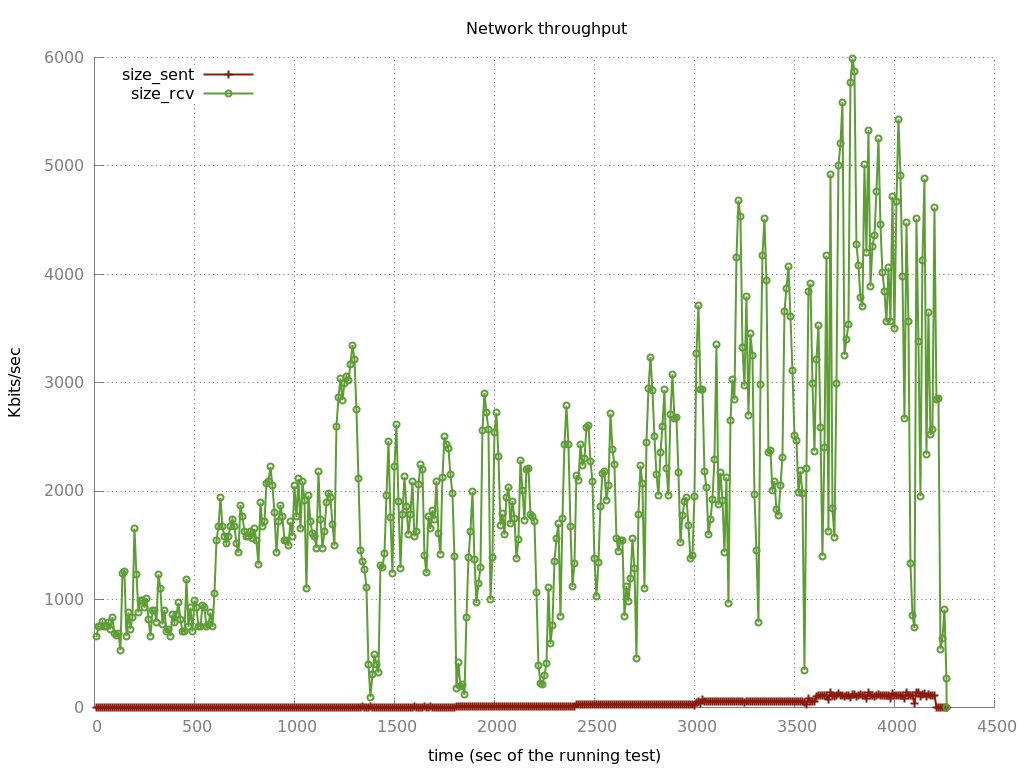 Network throughput
6000
size_sent
size_rcv
5000
4000
3000
2000
1000
0
Kbits/sec
0 500 1000 1500 2000 2500 3000 3500 4000 4500
time (sec of the running test)